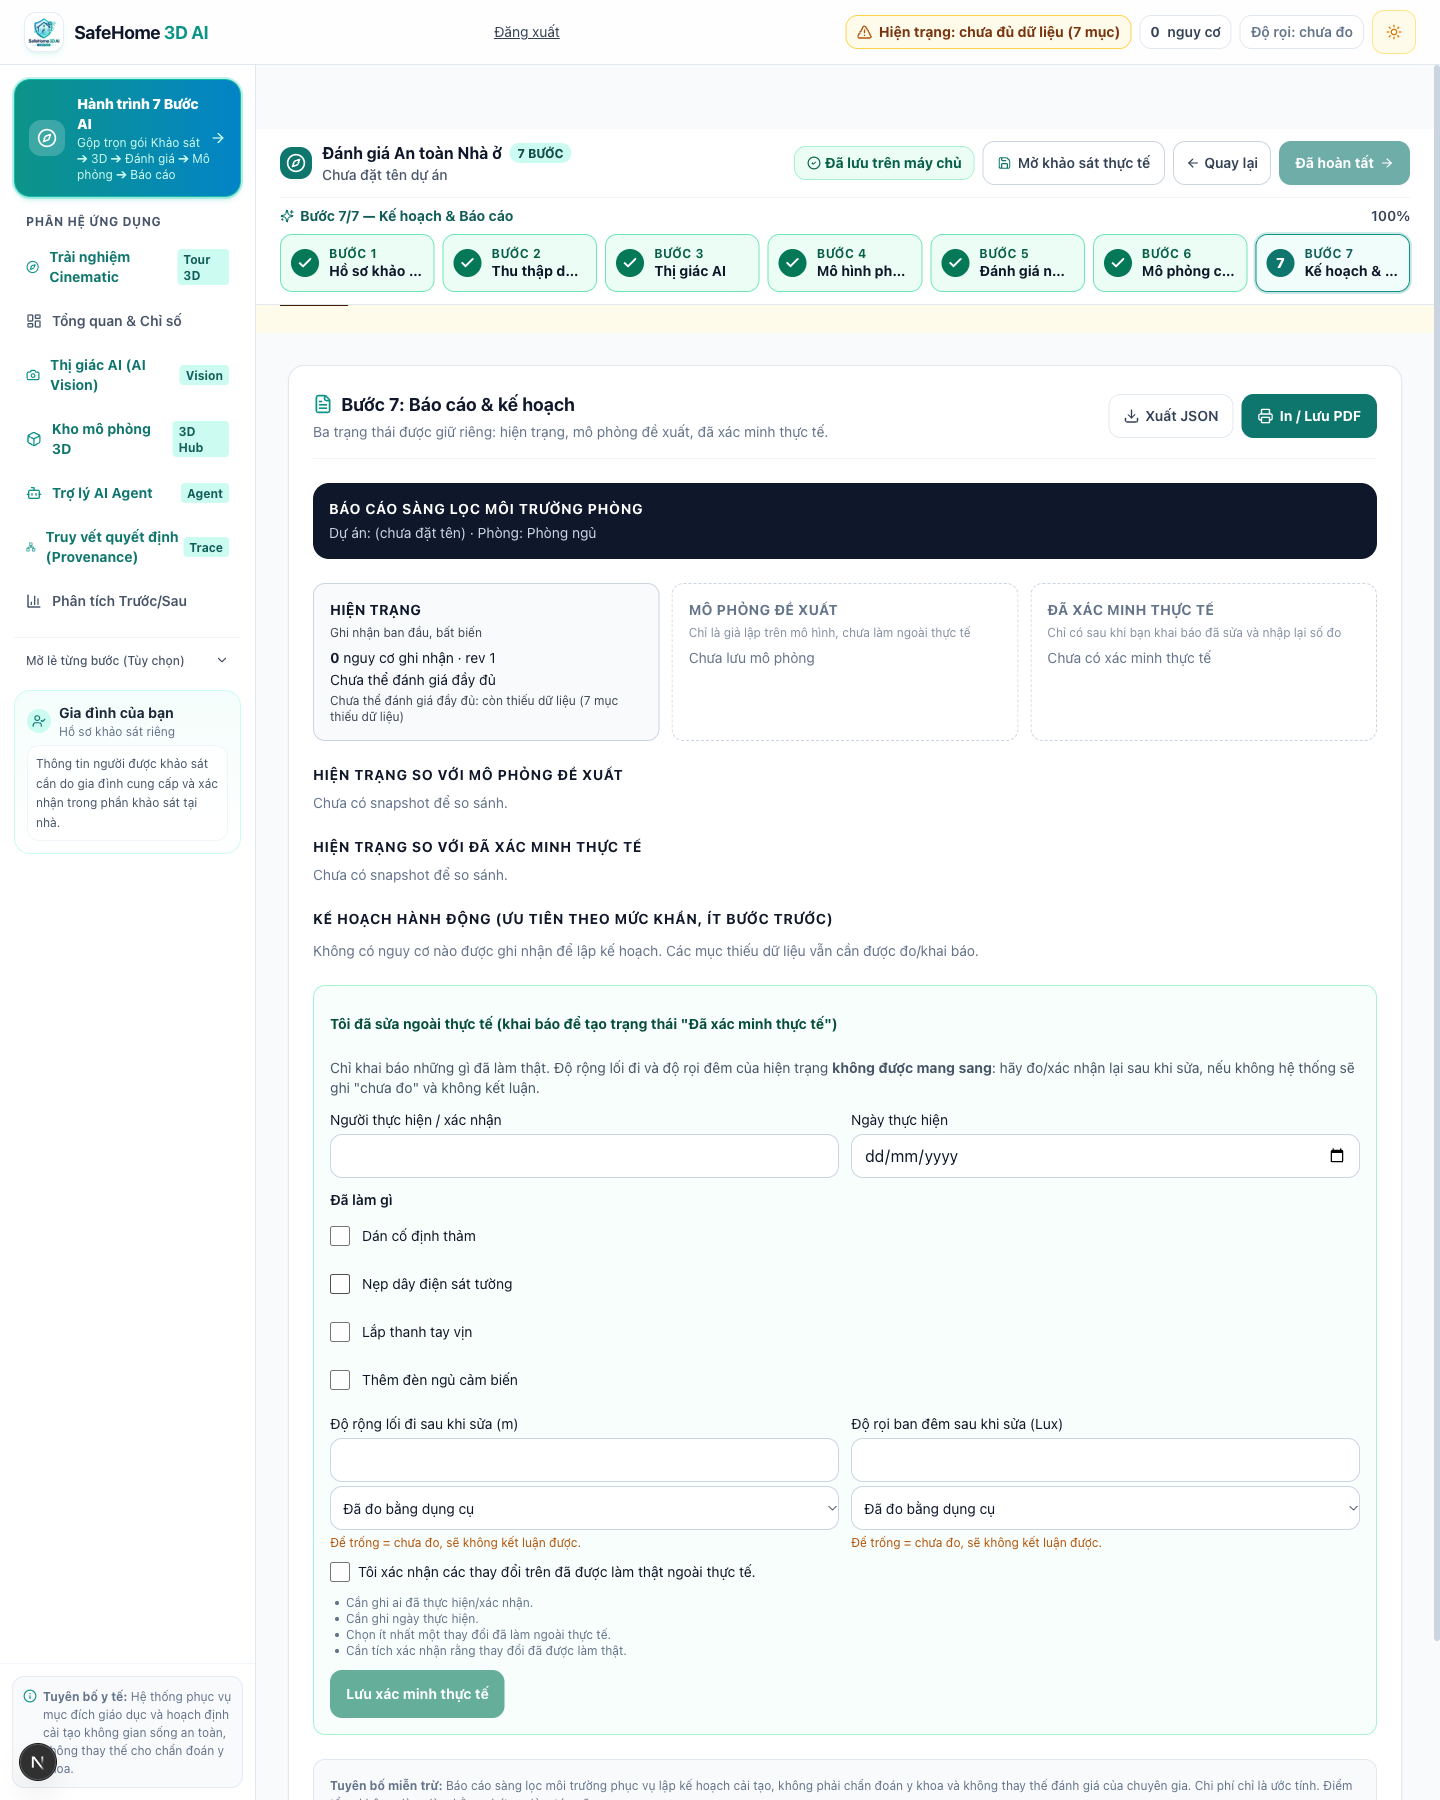 SafeHome 3D AI
Đăng xuất
Hiện trạng: chưa đủ dữ liệu (7 mục)
0 nguy cơ
Độ rọi: chưa đo
Hành trình 7 Bước
AI
Gộp trọn gói Khảo sát
➔ 3D ➔ Đánh giá ➔ Mô
phỏng ➔ Báo cáo
PHÂN HỆ ỨNG DỤNG
Trải nghiệm
Cinematic
Tour
3D
Tổng quan & Chỉ số
Thị giác AI (AI
Vision)
Vision
Kho mô phỏng
3D
3D
Hub
Trợ lý AI Agent
Agent
Truy vết quyết định
(Provenance)
Trace
Phân tích Trước/Sau
Mở lẻ từng bước (Tùy chọn)
Gia đình của bạn
Hồ sơ khảo sát riêng
Thông tin người được khảo sát
cần do gia đình cung cấp và xác
nhận trong phần khảo sát tại
nhà.
Tuyên bố y tế: Hệ thống phục vụ
mục đích giáo dục và hoạch định
cải tạo không gian sống an toàn,
thay thế cho chẩn đoán y
N
Đánh giá An toàn Nhà ở
7 BƯỚC
Chưa đặt tên dự án
Đã lưu trên máy chủ
Mở khảo sát thực tế
← Quay lại
Đã hoàn tất →
Bước 7/7 — Kế hoạch & Báo cáo
100%
BƯỚC 1
Hồ sơ khảo ...
BƯỚC 2
Thu thập d...
BƯỚC 3
Thị giác AI
BƯỚC 4
Mô hình ph...
BƯỚC 5
Đánh giá n...
BƯỚC 6
Mô phỏng c...
7
BƯỚC 7
Kế hoạch & ...
Bước 7: Báo cáo & kế hoạch
Ba trạng thái được giữ riêng: hiện trạng, mô phỏng đề xuất, đã xác minh thực tế.
Xuất JSON
In / Lưu PDF
BÁO CÁO SÀNG LỌC MÔI TRƯỜNG PHÒNG
Dự án: (chưa đặt tên) · Phòng: Phòng ngủ
HIỆN TRẠNG
Ghi nhận ban đầu, bất biến
0 nguy cơ ghi nhận · rev 1
Chưa thể đánh giá đầy đủ
Chưa thể đánh giá đầy đủ: còn thiếu dữ liệu (7 mục
thiếu dữ liệu)
MÔ PHỎNG ĐỀ XUẤT
Chỉ là giả lập trên mô hình, chưa làm ngoài thực tế
Chưa lưu mô phỏng
ĐÃ XÁC MINH THỰC TẾ
Chỉ có sau khi bạn khai báo đã sửa và nhập lại số đo
Chưa có xác minh thực tế
HIỆN TRẠNG SO VỚI MÔ PHỎNG ĐỀ XUẤT
Chưa có snapshot để so sánh.
HIỆN TRẠNG SO VỚI ĐÃ XÁC MINH THỰC TẾ
Chưa có snapshot để so sánh.
KẾ HOẠCH HÀNH ĐỘNG (ƯU TIÊN THEO MỨC KHẨN, ÍT BƯỚC TRƯỚC)
Không có nguy cơ nào được ghi nhận để lập kế hoạch. Các mục thiếu dữ liệu vẫn cần được đo/khai báo.
Tôi đã sửa ngoài thực tế (khai báo để tạo trạng thái "Đã xác minh thực tế")
Chỉ khai báo những gì đã làm thật. Độ rộng lối đi và độ rọi đêm của hiện trạng không được mang sang: hãy đo/xác nhận lại sau khi sửa, nếu không hệ thống sẽ
ghi "chưa đo" và không kết luận.
Người thực hiện / xác nhận
Ngày thực hiện
dd/mm/yyyy
Đã làm gì
Dán cố định thảm
Nẹp dây điện sát tường
Lắp thanh tay vịn
Thêm đèn ngủ cảm biến
Độ rộng lối đi sau khi sửa (m)
Độ rọi ban đêm sau khi sửa (Lux)
Đã đo bằng dụng cụ
Đã đo bằng dụng cụ
Để trống = chưa đo, sẽ không kết luận được.
Để trống = chưa đo, sẽ không kết luận được.
Tôi xác nhận các thay đổi trên đã được làm thật ngoài thực tế.
• Cần ghi ai đã thực hiện/xác nhận.
• Cần ghi ngày thực hiện.
• Chọn ít nhất một thay đổi đã làm ngoài thực tế.
• Cần tích xác nhận rằng thay đổi đã được làm thật.
Lưu xác minh thực tế
Tuyên bố miễn trừ: Báo cáo sàng lọc môi trường phục vụ lập kế hoạch cải tạo, không phải chẩn đoán y khoa và không thay thế đánh giá của chuyên gia. Chi phí chỉ là ước tính. Điểm